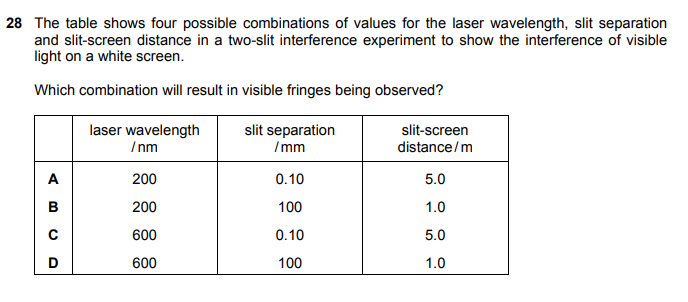 28 The table shows four possible combinations of values for the laser wavelength, slit separation
and slit-screen distance in a two-slit interference experiment to show the interference of visible
light on a white screen.
Which combination will result in visible fringes being observed?
laser wavelength slit separation slit-screen
/ nm / mm distance / m
A 200 0.10 5.0
B 200 100 1.0
C 600 0.10 5.0
D 600 100 1.0